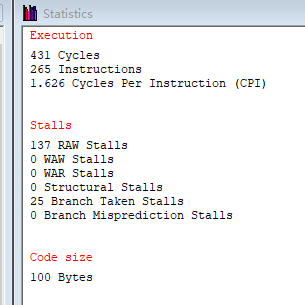 Statistics
Execution
431 Cycles
265 Instructions
1.626 Cycles Per Instruction (CPI)
Stalls
137 RAW Stalls
0 WAW Stalls
0 WAR Stalls
0 Structural Stalls
25 Branch Taken Stalls
0 Branch Misprediction Stalls
Code size
100 Bytes